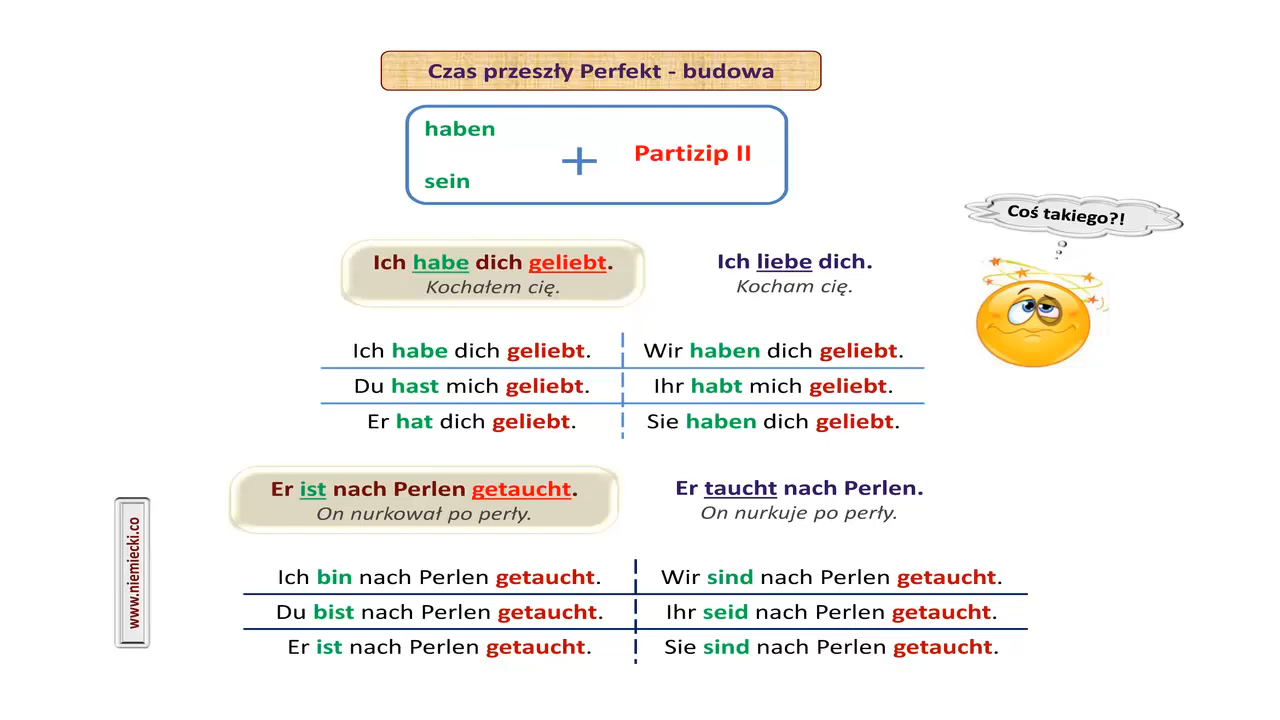 Czas przeszły Perfekt - budowa
haben
+ Partizip II
sein
Coś takiego?!
Ich habe dich geliebt.
Kochałem cię.
Ich liebe dich.
Kocham cię.
Ich habe dich geliebt. Wir haben dich geliebt.
Du hast mich geliebt. Ihr habt mich geliebt.
Er hat dich geliebt. Sie haben dich geliebt.
Er ist nach Perlen getaucht.
On nurkował po perły.
Er taucht nach Perlen.
On nurkuje po perły.
Ich bin nach Perlen getaucht. Wir sind nach Perlen getaucht.
Du bist nach Perlen getaucht. Ihr seid nach Perlen getaucht.
Er ist nach Perlen getaucht. Sie sind nach Perlen getaucht.
www.niemiecki.co